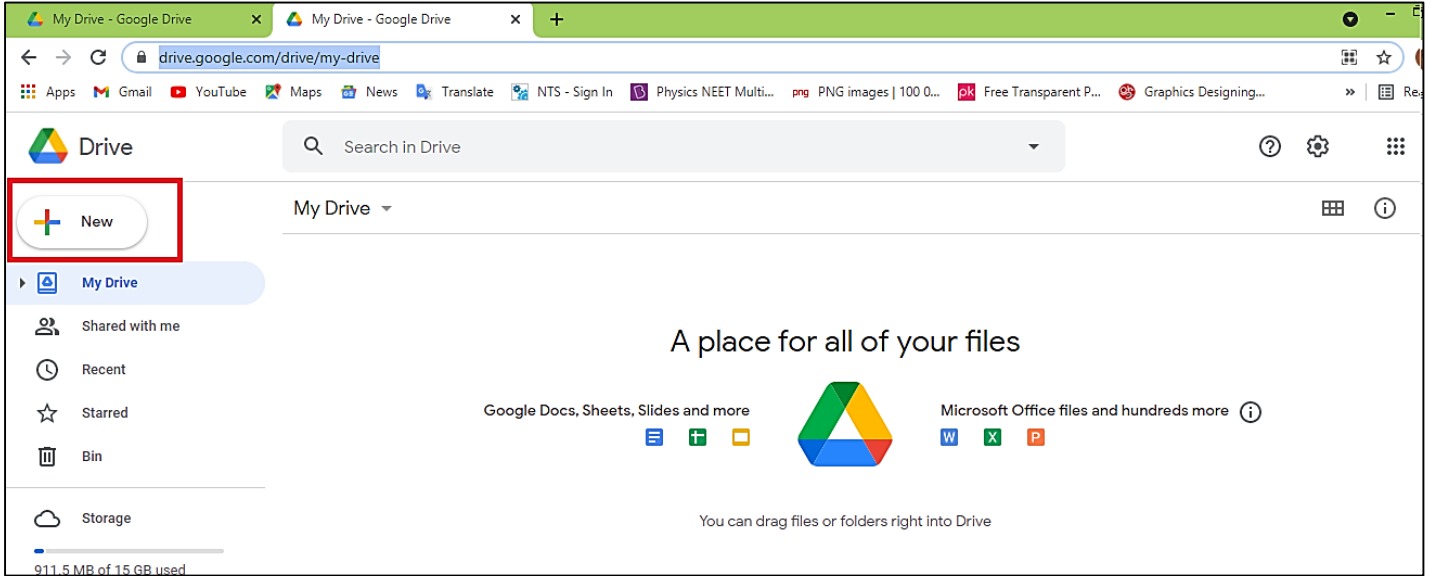 My Drive - Google Drive My Drive - Google Drive
drive.google.com/drive/my-drive
Apps Gmail YouTube Maps News Translate NTS - Sign In Physics NEET Multi... png PNG images | 100 0... pk Free Transparent P... Graphics Designing... »
Drive Search in Drive
New My Drive
My Drive
Shared with me
Recent
Starred
Bin
Storage
911.5 MB of 15 GB used
A place for all of your files
Google Docs, Sheets, Slides and more Microsoft Office files and hundreds more
W X P
You can drag files or folders right into Drive